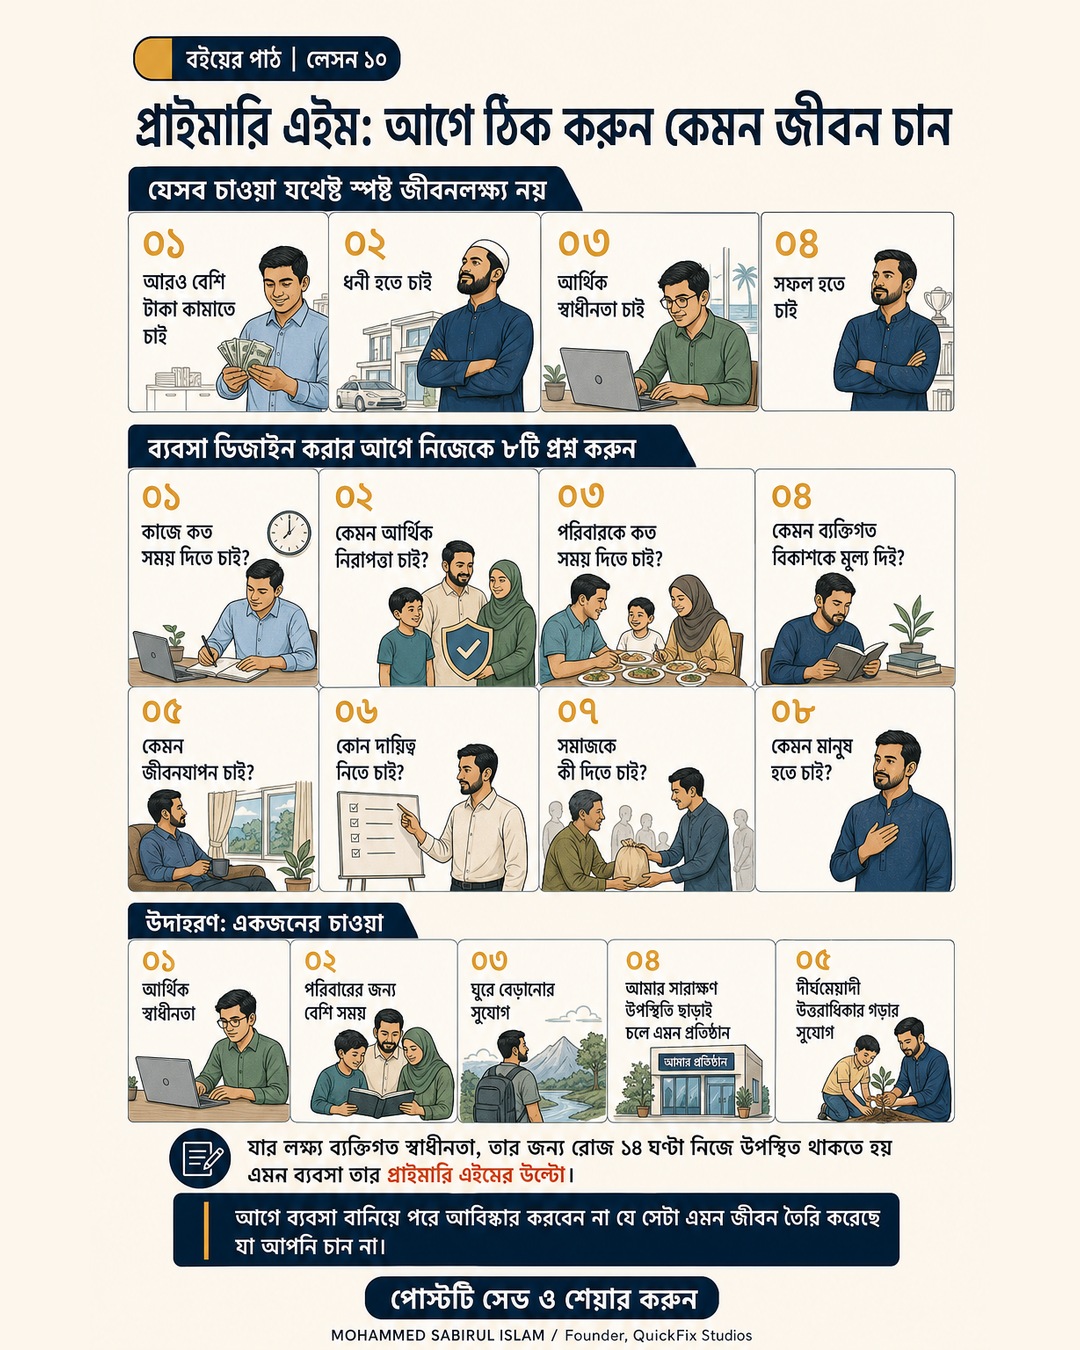 বইয়ের পাঠ | লেসন ১০
প্রাইমারি এইম: আগে ঠিক করুন কেমন জীবন চান
যেসব চাওয়া যথেষ্ট স্পষ্ট জীবনলক্ষ্য নয়
০১
আরও বেশি
টাকা কামাতে
চাই
০২
ধনী হতে চাই
০৩
আর্থিক
স্বাধীনতা চাই
০৪
সফল হতে
চাই
ব্যবসা ডিজাইন করার আগে নিজেকে ৮টি প্রশ্ন করুন
০১
কাজে কত
সময় দিতে চাই?
০২
কেমন আর্থিক
নিরাপত্তা চাই?
০৩
পরিবারকে কত
সময় দিতে চাই?
০৪
কেমন ব্যক্তিগত
বিকাশকে মূল্য দিই?
০৫
কেমন
জীবনযাপন চাই?
০৬
কোন দায়িত্ব
নিতে চাই?
০৭
সমাজকে
কী দিতে চাই?
০৮
কেমন মানুষ
হতে চাই?
উদাহরণ: একজনের চাওয়া
০১
আর্থিক
স্বাধীনতা
০২
পরিবারের জন্য
বেশি সময়
০৩
ঘুরে বেড়ানোর
সুযোগ
০৪
আমার সারাক্ষণ
উপস্থিতি ছাড়াই
চলে এমন প্রতিষ্ঠান
আমার প্রতিষ্ঠান
০৫
দীর্ঘমেয়াদী
উত্তরাধিকার গড়ার
সুযোগ
যার লক্ষ্য ব্যক্তিগত স্বাধীনতা, তার জন্য রোজ ১৪ ঘণ্টা নিজে উপস্থিত থাকতে হয়
এমন ব্যবসা তার প্রাইমারি এইমের উল্টো।
আগে ব্যবসা বানিয়ে পরে আবিস্কার করবেন না যে সেটা এমন জীবন তৈরি করেছে
যা আপনি চান না।
পোস্টটি সেভ ও শেয়ার করুন
MOHAMMED SABIRUL ISLAM / Founder, QuickFix Studios